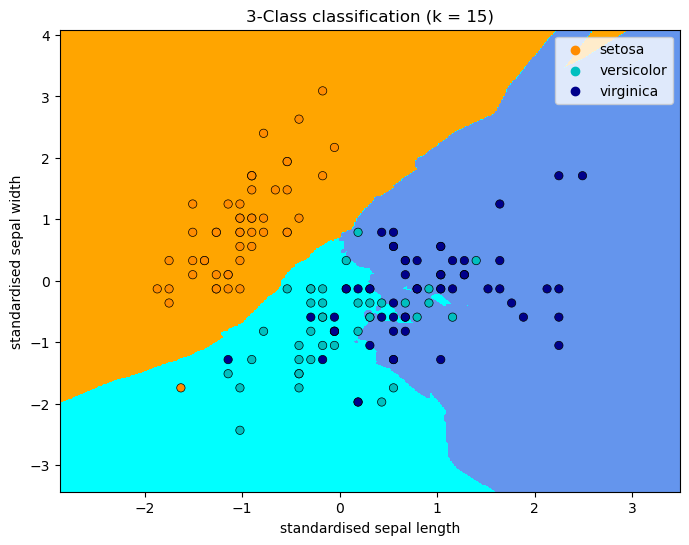 3-Class classification (k = 15)
setosa
versicolor
virginica
4
3
2
1
0
−1
−2
−3
standardised sepal width
−2
−1
0
1
2
3
standardised sepal length